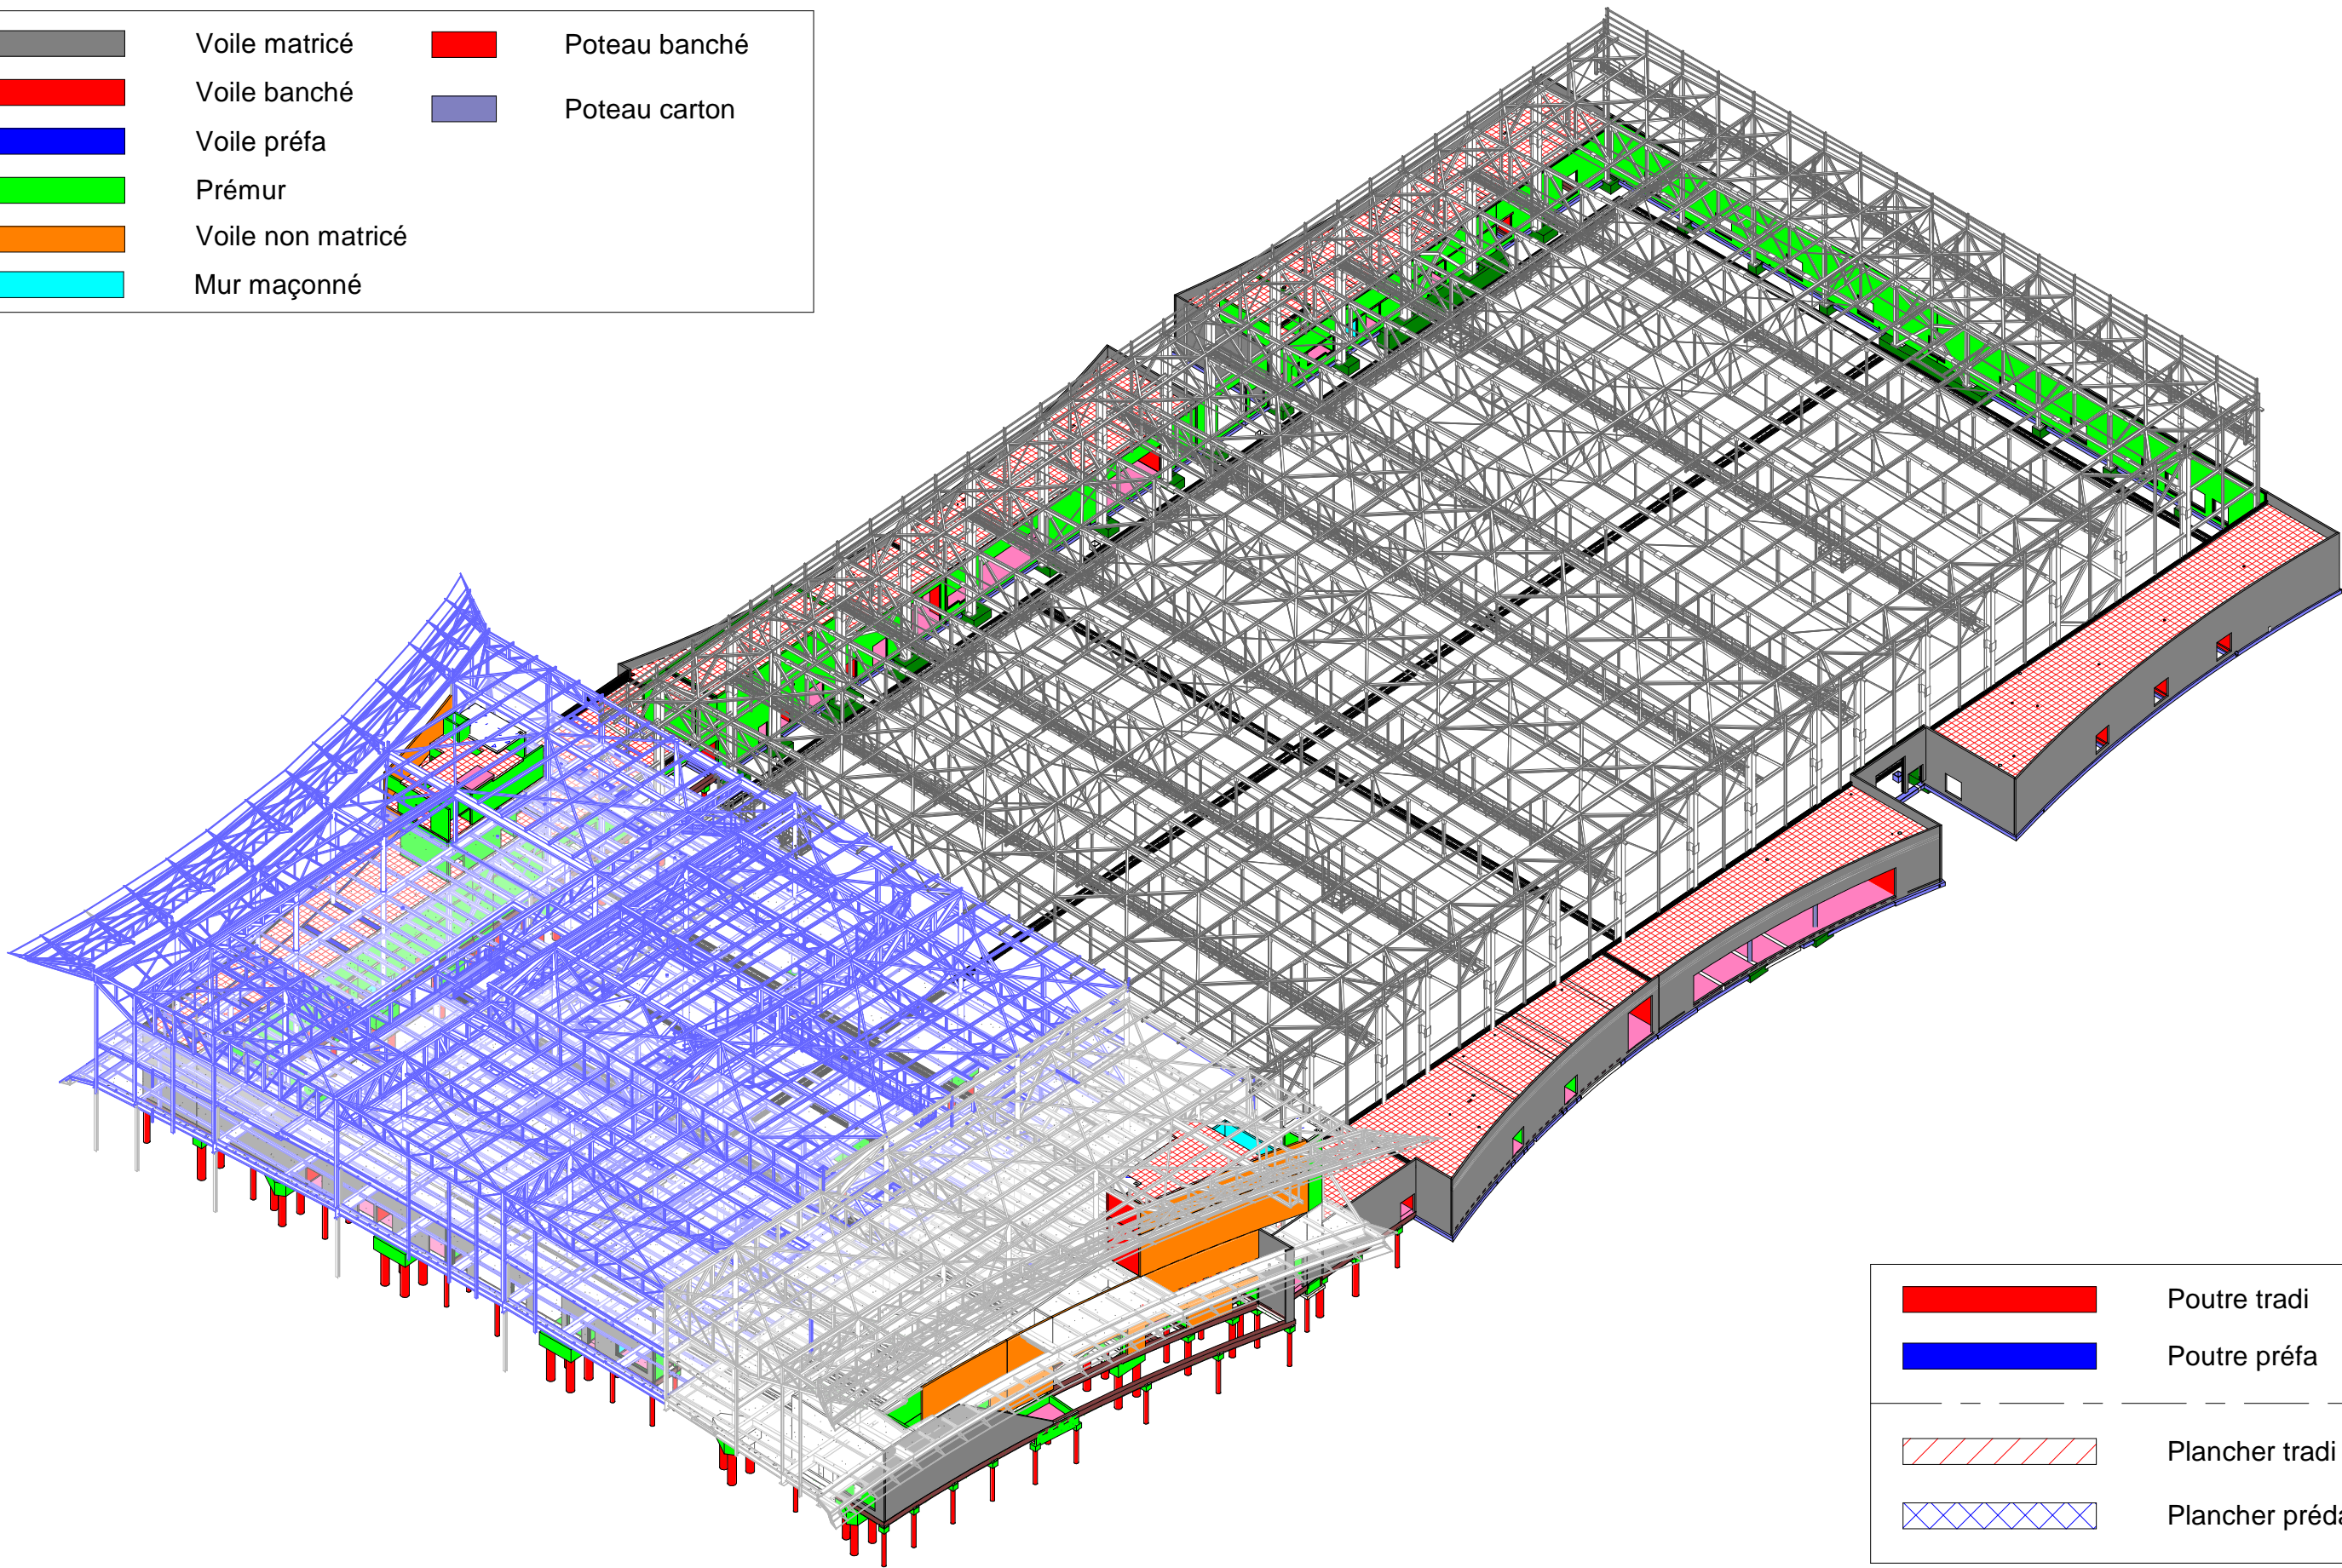 Voile matricé
Poteau banché
Voile banché
Poteau carton
Voile préfa
Prémur
Voile non matricé
Mur maçonné
Poutre tradi
Poutre préfa
Plancher tradi
Plancher